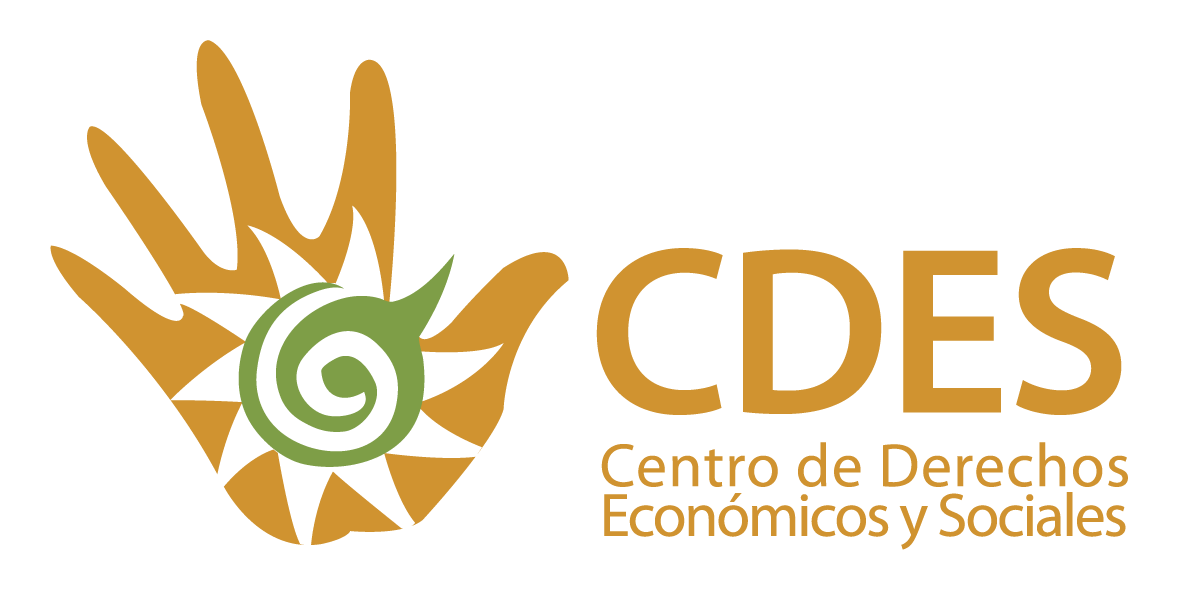 CDES
Centro de Derechos
Económicos y Sociales